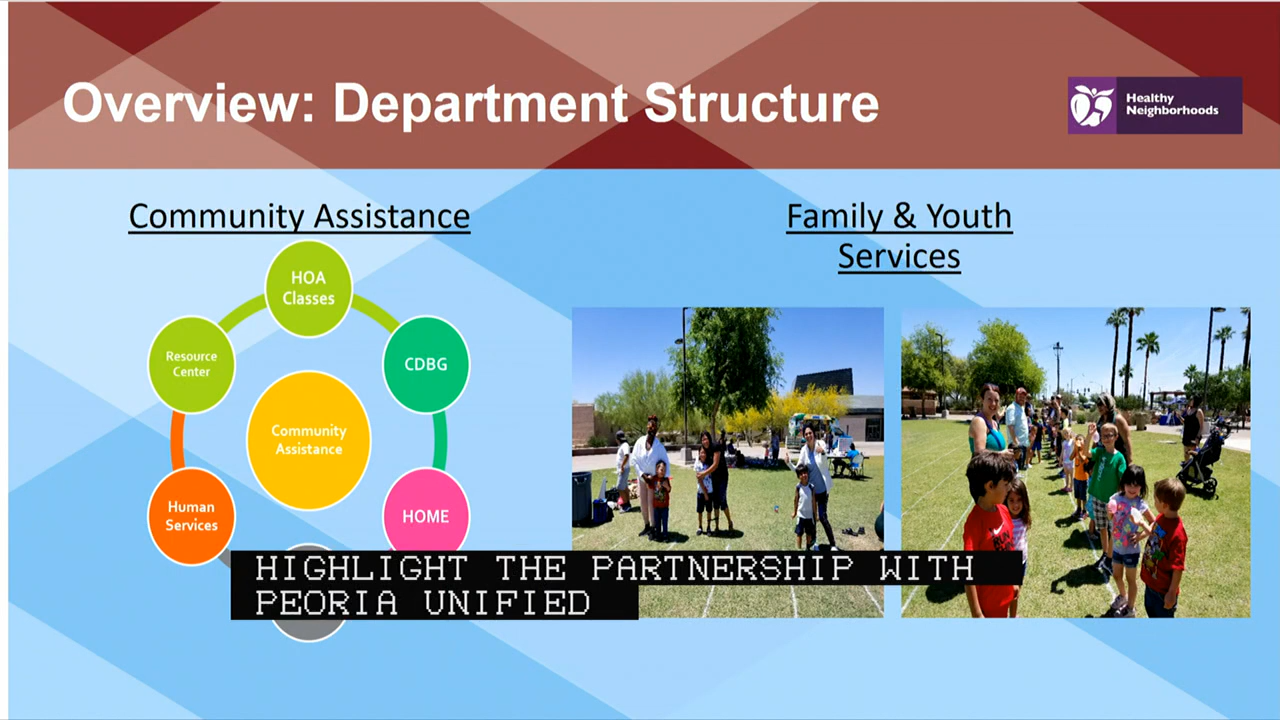 Overview: Department Structure
Healthy
Neighborhoods
Community Assistance
HOA
Classes
Resource
Center
CDBG
Community
Assistance
Human
Services
HOME
Family & Youth
Services
HIGHLIGHT THE PARTNERSHIP WITH
PEORIA UNIFIED